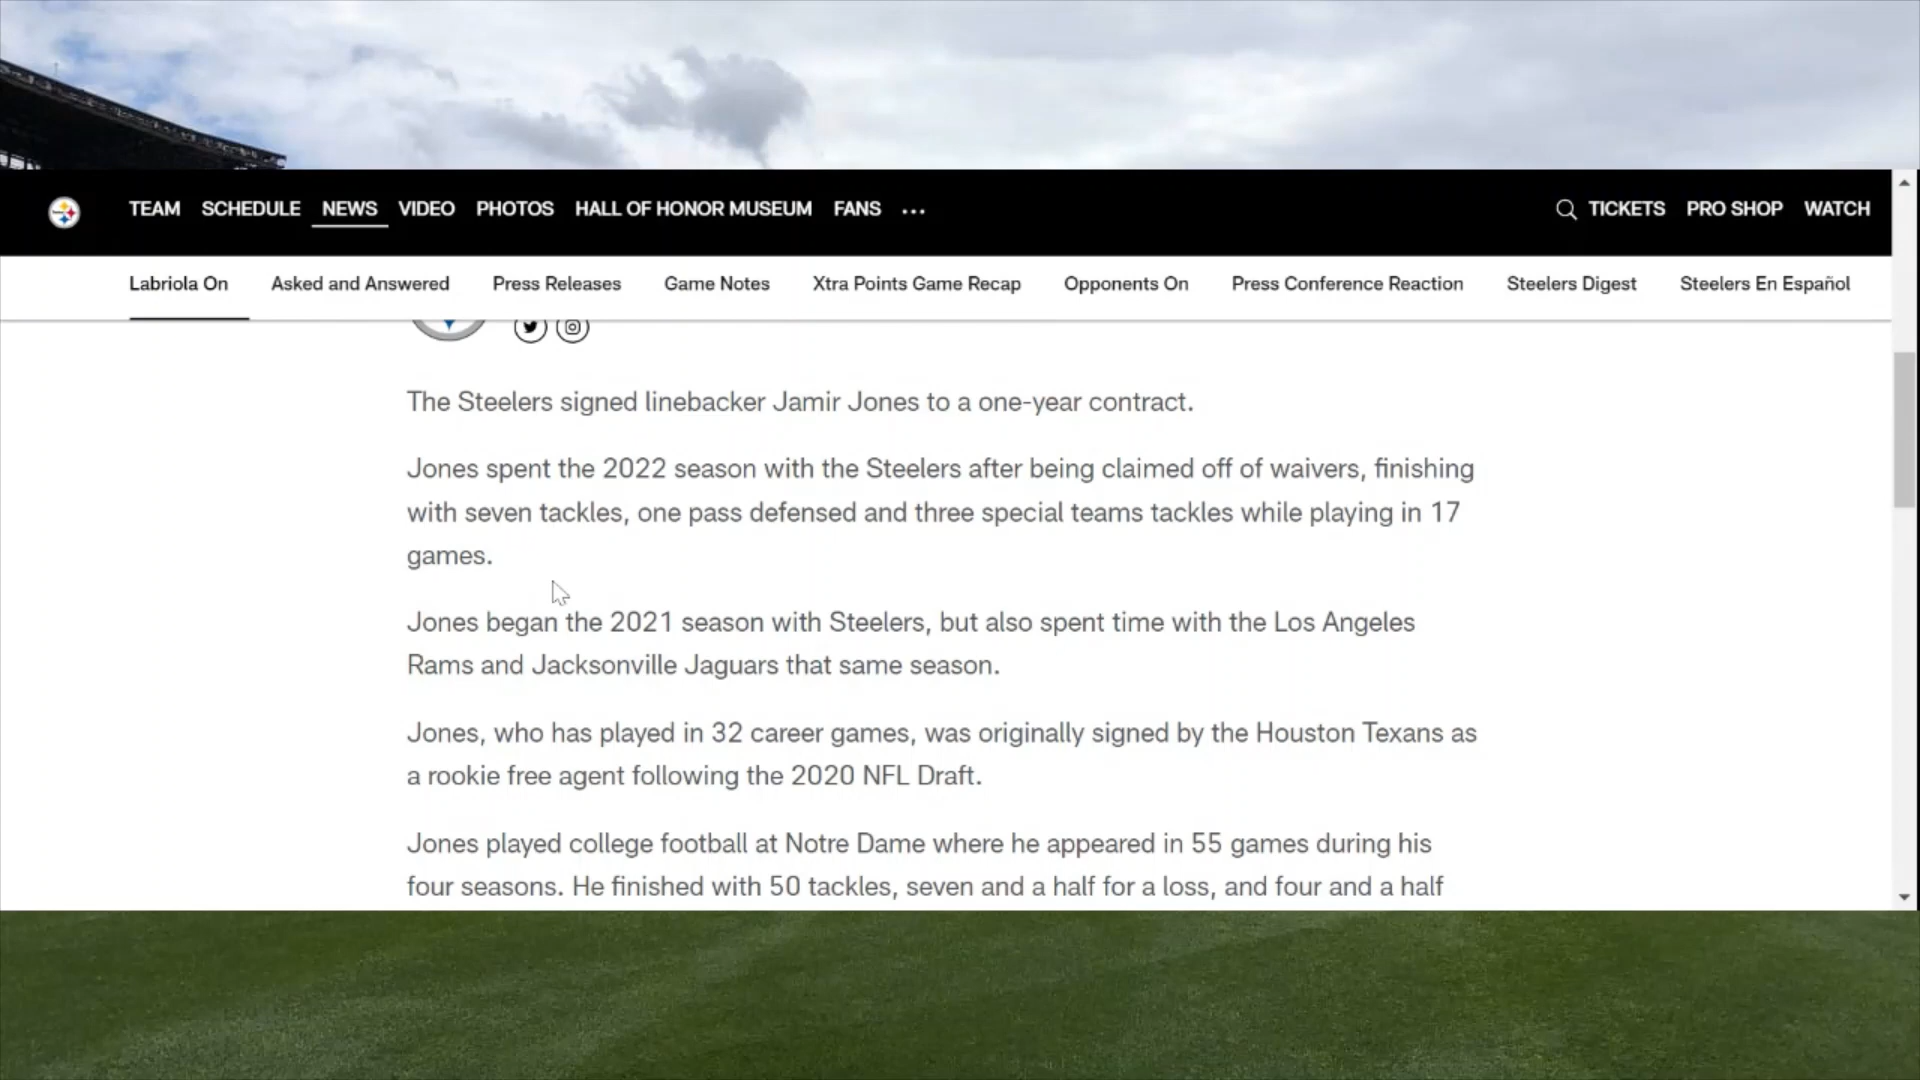 TEAM SCHEDULE NEWS VIDEO PHOTOS HALL OF HONOR MUSEUM FANS ... TICKETS PRO SHOP WATCH
Labriola On Asked and Answered Press Releases Game Notes Xtra Points Game Recap Opponents On Press Conference Reaction Steelers Digest Steelers En Español
The Steelers signed linebacker Jamir Jones to a one-year contract.
Jones spent the 2022 season with the Steelers after being claimed off of waivers, finishing
with seven tackles, one pass defensed and three special teams tackles while playing in 17
games.
Jones began the 2021 season with Steelers, but also spent time with the Los Angeles
Rams and Jacksonville Jaguars that same season.
Jones, who has played in 32 career games, was originally signed by the Houston Texans as
a rookie free agent following the 2020 NFL Draft.
Jones played college football at Notre Dame where he appeared in 55 games during his
four seasons. He finished with 50 tackles, seven and a half for a loss, and four and a half